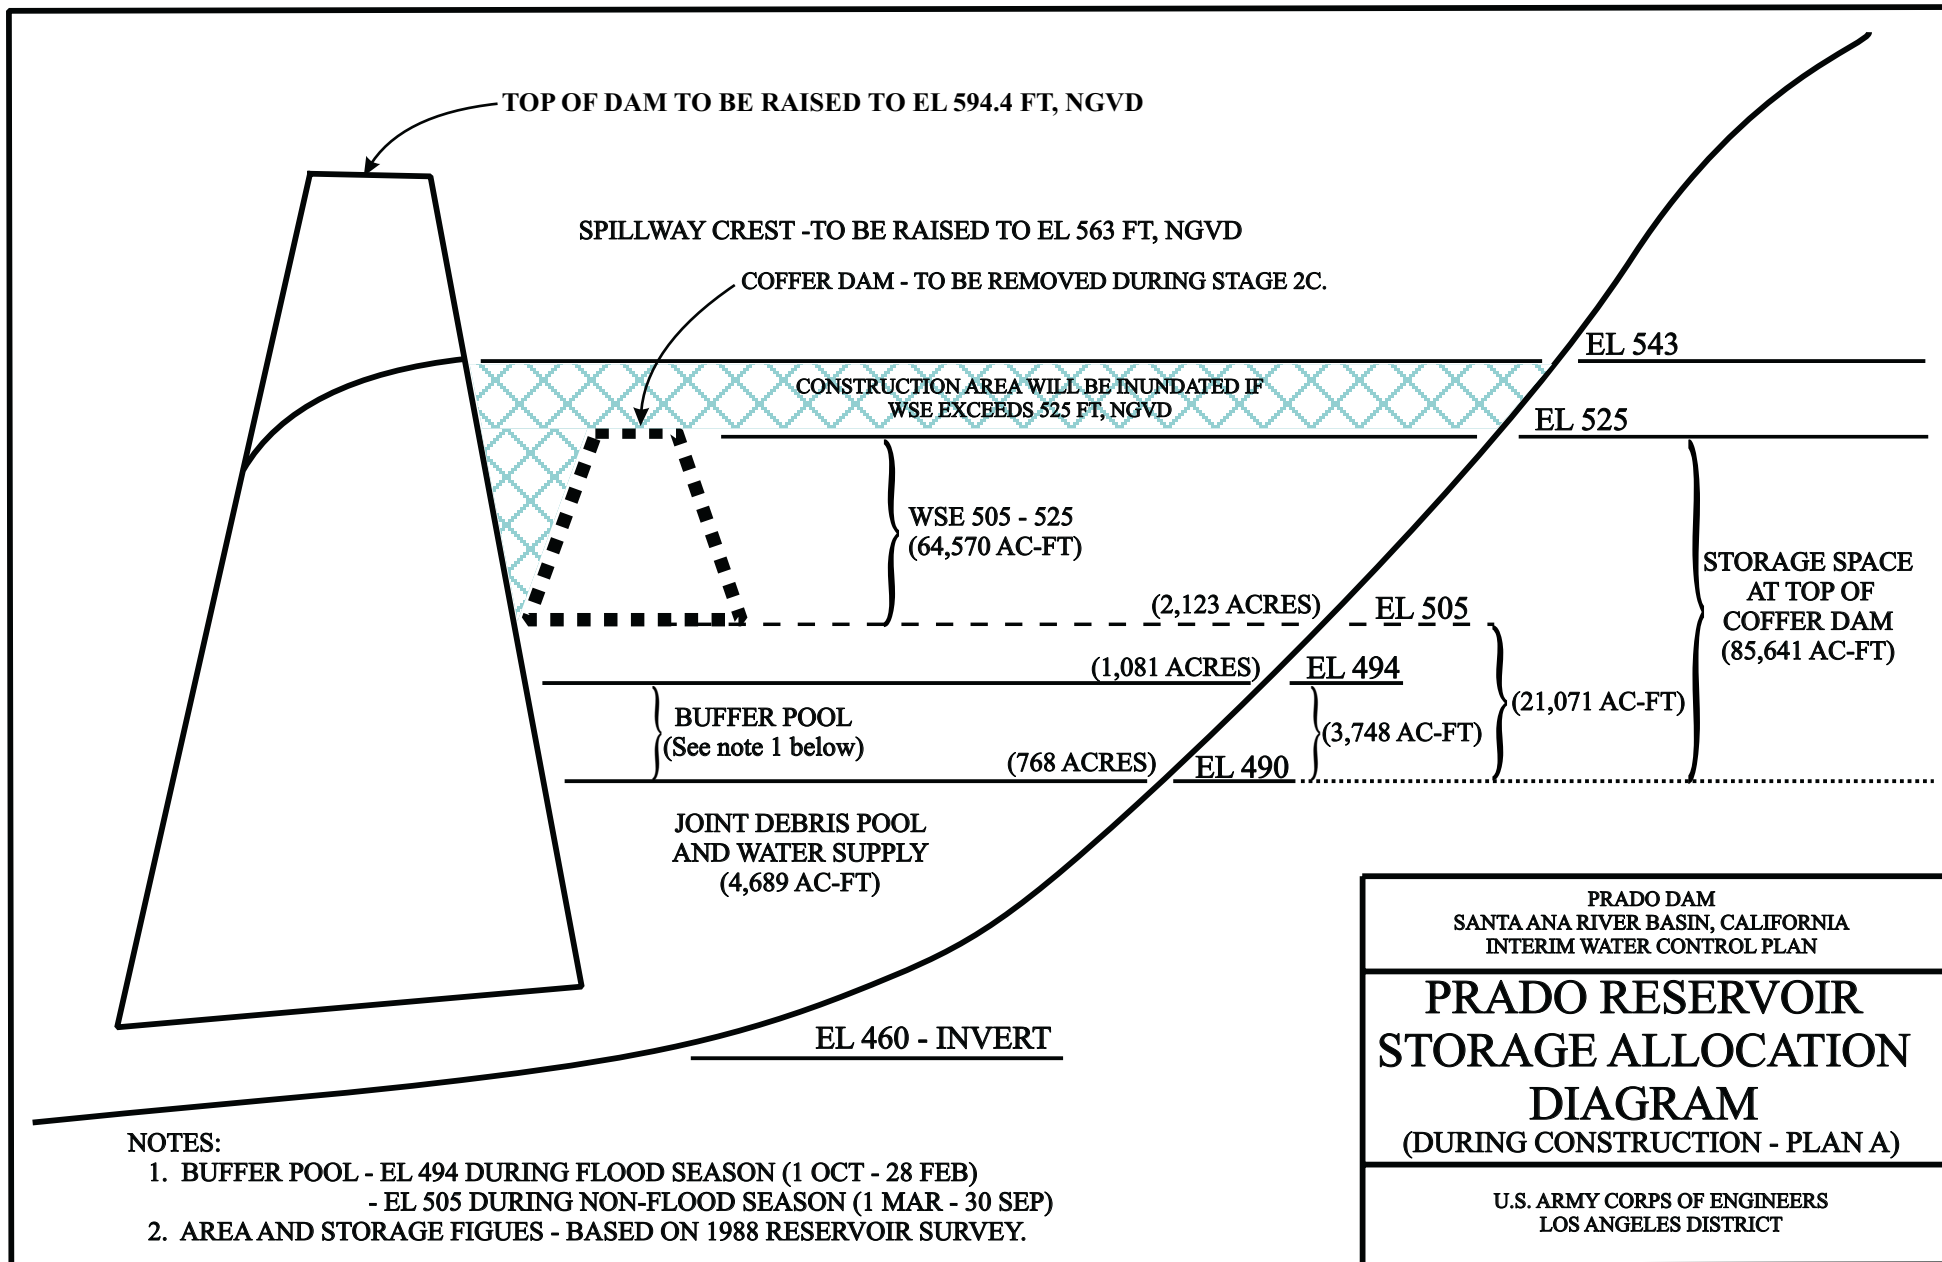 TOP OF DAM TO BE RAISED TO EL 594.4 FT, NGVD
SPILLWAY CREST -TO BE RAISED TO EL 563 FT, NGVD
COFFER DAM - TO BE REMOVED DURING STAGE 2C.
EL 543
CONSTRUCTION AREA WILL BE INUNDATED IF
WSE EXCEEDS 525 FT, NGVD
EL 525
WSE 505 - 525
(64,570 AC-FT)
STORAGE SPACE
AT TOP OF
COFFER DAM
(85,641 AC-FT)
(2,123 ACRES)
EL 505
(1,081 ACRES)
EL 494
(21,071 AC-FT)
BUFFER POOL
(See note 1 below)
(3,748 AC-FT)
(768 ACRES)
EL 490
JOINT DEBRIS POOL
AND WATER SUPPLY
(4,689 AC-FT)
EL 460 - INVERT
NOTES:
1. BUFFER POOL - EL 494 DURING FLOOD SEASON (1 OCT - 28 FEB)
- EL 505 DURING NON-FLOOD SEASON (1 MAR - 30 SEP)
2. AREA AND STORAGE FIGUES - BASED ON 1988 RESERVOIR SURVEY.
PRADO DAM
SANTA ANA RIVER BASIN, CALIFORNIA
INTERIM WATER CONTROL PLAN
PRADO RESERVOIR
STORAGE ALLOCATION
DIAGRAM
(DURING CONSTRUCTION - PLAN A)
U.S. ARMY CORPS OF ENGINEERS
LOS ANGELES DISTRICT